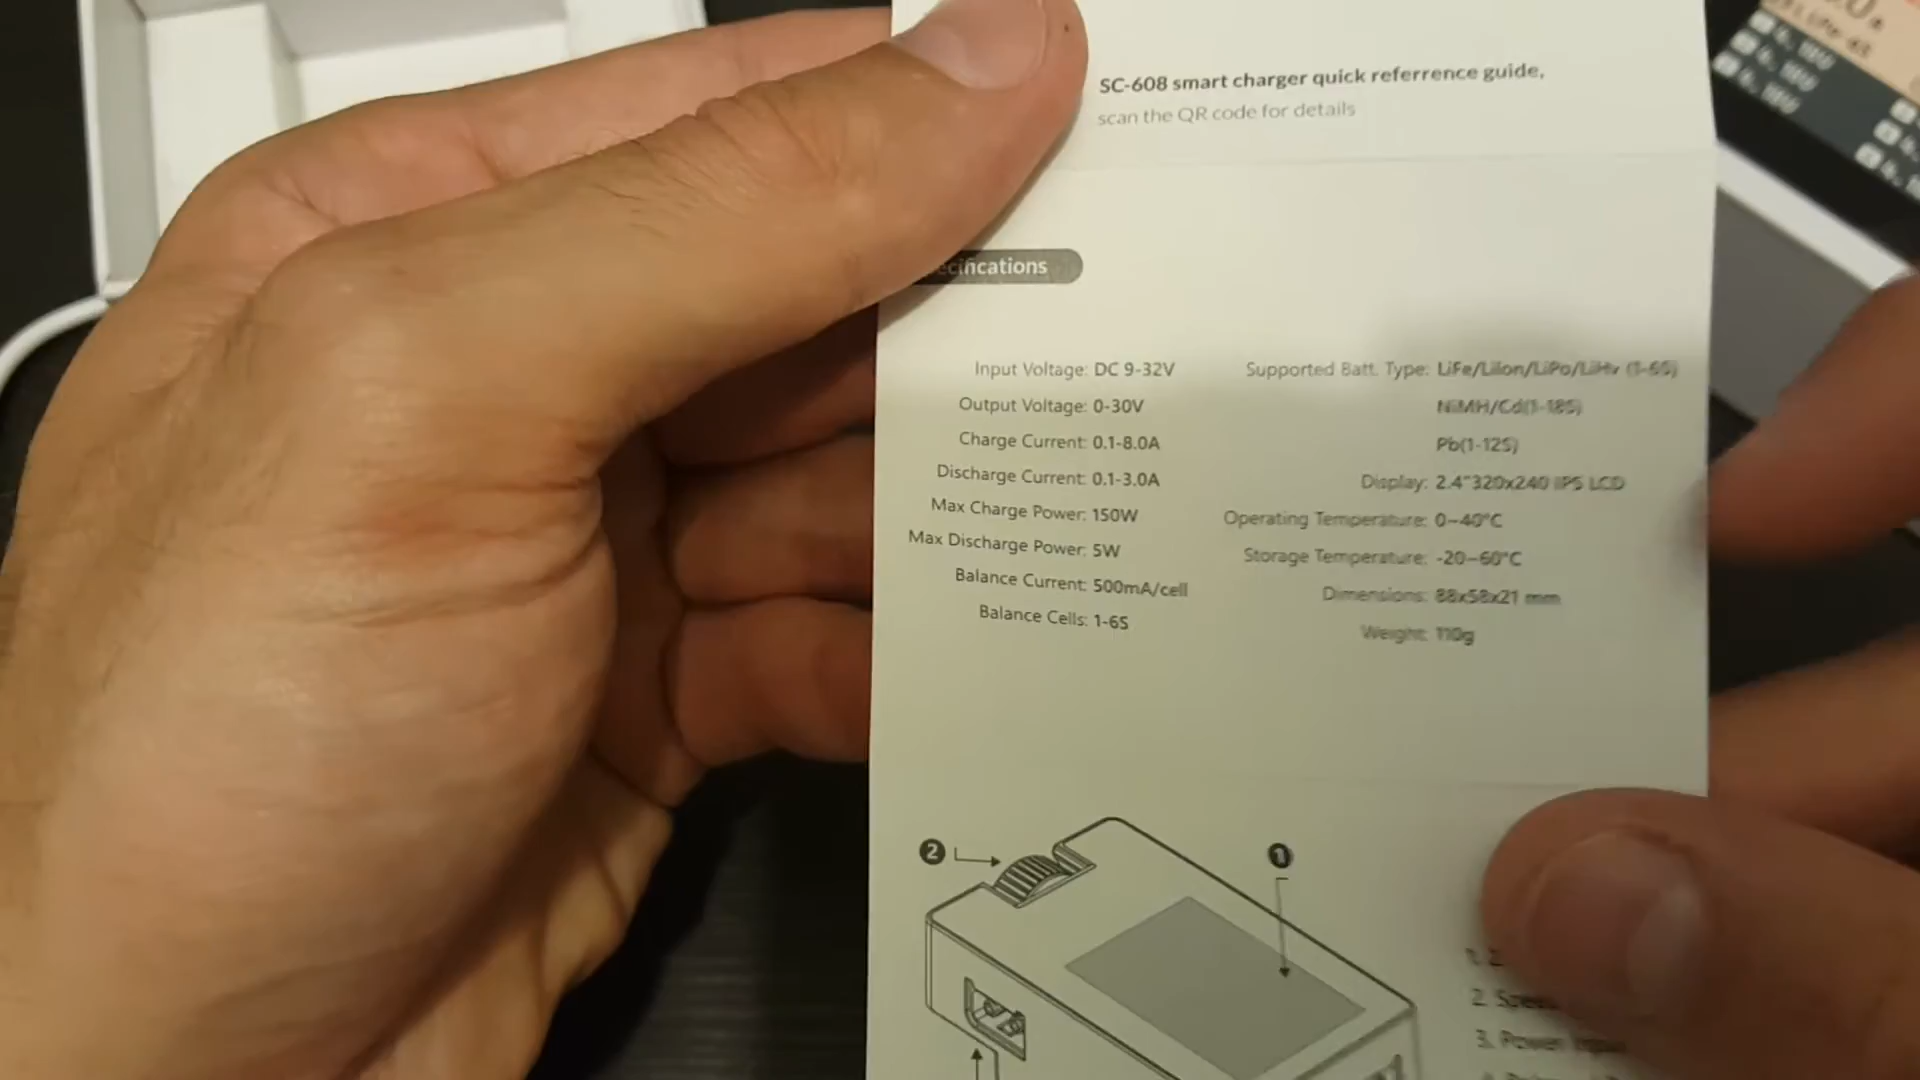 SC-608 smart charger quick referrence guide,
scan the QR code for details
ecifications
Input Voltage: DC 9-32V
Output Voltage: 0-30V
Charge Current: 0.1-8.0A
Discharge Current: 0.1-3.0A
Max Charge Power: 150W
Max Discharge Power: 5W
Balance Current: 500mA/cell
Balance Cells: 1-6S
Supported Batt. Type: LiFe/LiIon/LiPo/LiHv (1-6S)
NiMH/Cd(1-18S)
Pb(1-12S)
Display: 2.4"320x240 IPS LCD
Operating Temperature: 0~40°C
Storage Temperature: -20~60°C
Dimensions: 88x58x21 mm
Weight: 110g
2
1
1.
2.
3. Power